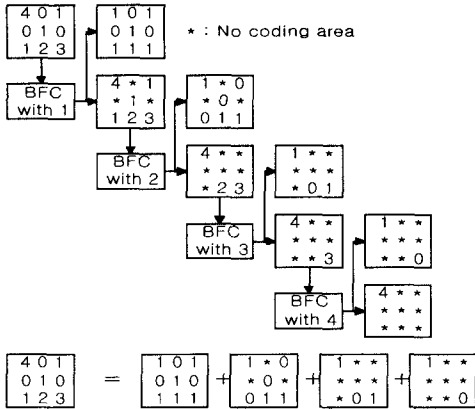 4 0 1
0 1 0
1 2 3
1 0 1
0 1 0
1 1 1
* : No coding area
BFC
with 1
4 * 1
* 1 *
1 2 3
1 * 0
* 0 *
0 1 1
BFC
with 2
4 * *
* * *
* 2 3
1 * *
* * *
* 0 1
BFC
with 3
4 * *
* * *
* * 3
1 * *
* * *
* * 0
BFC
with 4
4 * *
* * *
* * *
4 0 1
0 1 0
1 2 3
=
1 0 1
0 1 0
1 1 1
+
1 * 0
* 0 *
0 1 1
+
1 * *
* * *
* 0 1
+
1 * *
* * *
* * 0